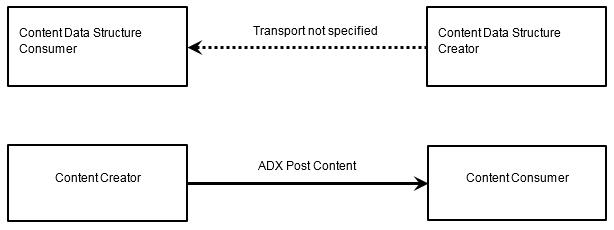 Content Data Structure
Consumer
Transport not specified
Content Data Structure
Creator
Content Creator
ADX Post Content
Content Consumer